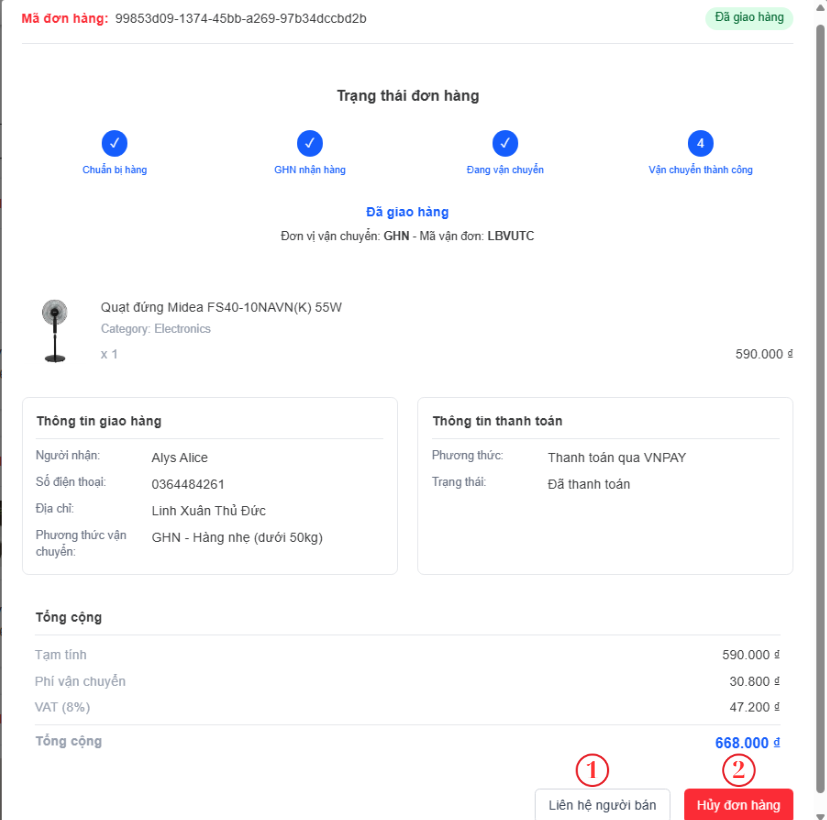 Mã đơn hàng: 99853d09-1374-45bb-a269-97b34dccbd2b
Đã giao hàng
Trạng thái đơn hàng
4
Chuẩn bị hàng
GHN nhận hàng
Đang vận chuyển
Vận chuyển thành công
Đã giao hàng
Đơn vị vận chuyển: GHN - Mã vận đơn: LBVUTC
Quạt đứng Midea FS40-10NAVN(K) 55W
Category: Electronics
x 1
590.000 ₫
Thông tin giao hàng
Người nhận: Alys Alice
Số điện thoại: 0364484261
Địa chỉ: Linh Xuân Thủ Đức
Phương thức vận chuyển: GHN - Hàng nhẹ (dưới 50kg)
Thông tin thanh toán
Phương thức: Thanh toán qua VNPAY
Trạng thái: Đã thanh toán
Tổng cộng
Tạm tính 590.000 ₫
Phí vận chuyển 30.800 ₫
VAT (8%) 47.200 ₫
Tổng cộng 668.000 ₫
1
2
Liên hệ người bán
Hủy đơn hàng